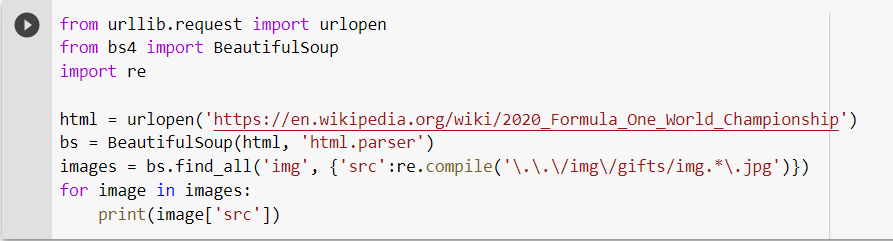 from urllib.request import urlopen
from bs4 import BeautifulSoup
import re
html = urlopen('https://en.wikipedia.org/wiki/2020_Formula_One_World_Championship')
bs = BeautifulSoup(html, 'html.parser')
images = bs.find_all('img', {'src':re.compile('\.\.\/img\/gifts/img.*\.jpg')})
for image in images:
    print(image['src'])